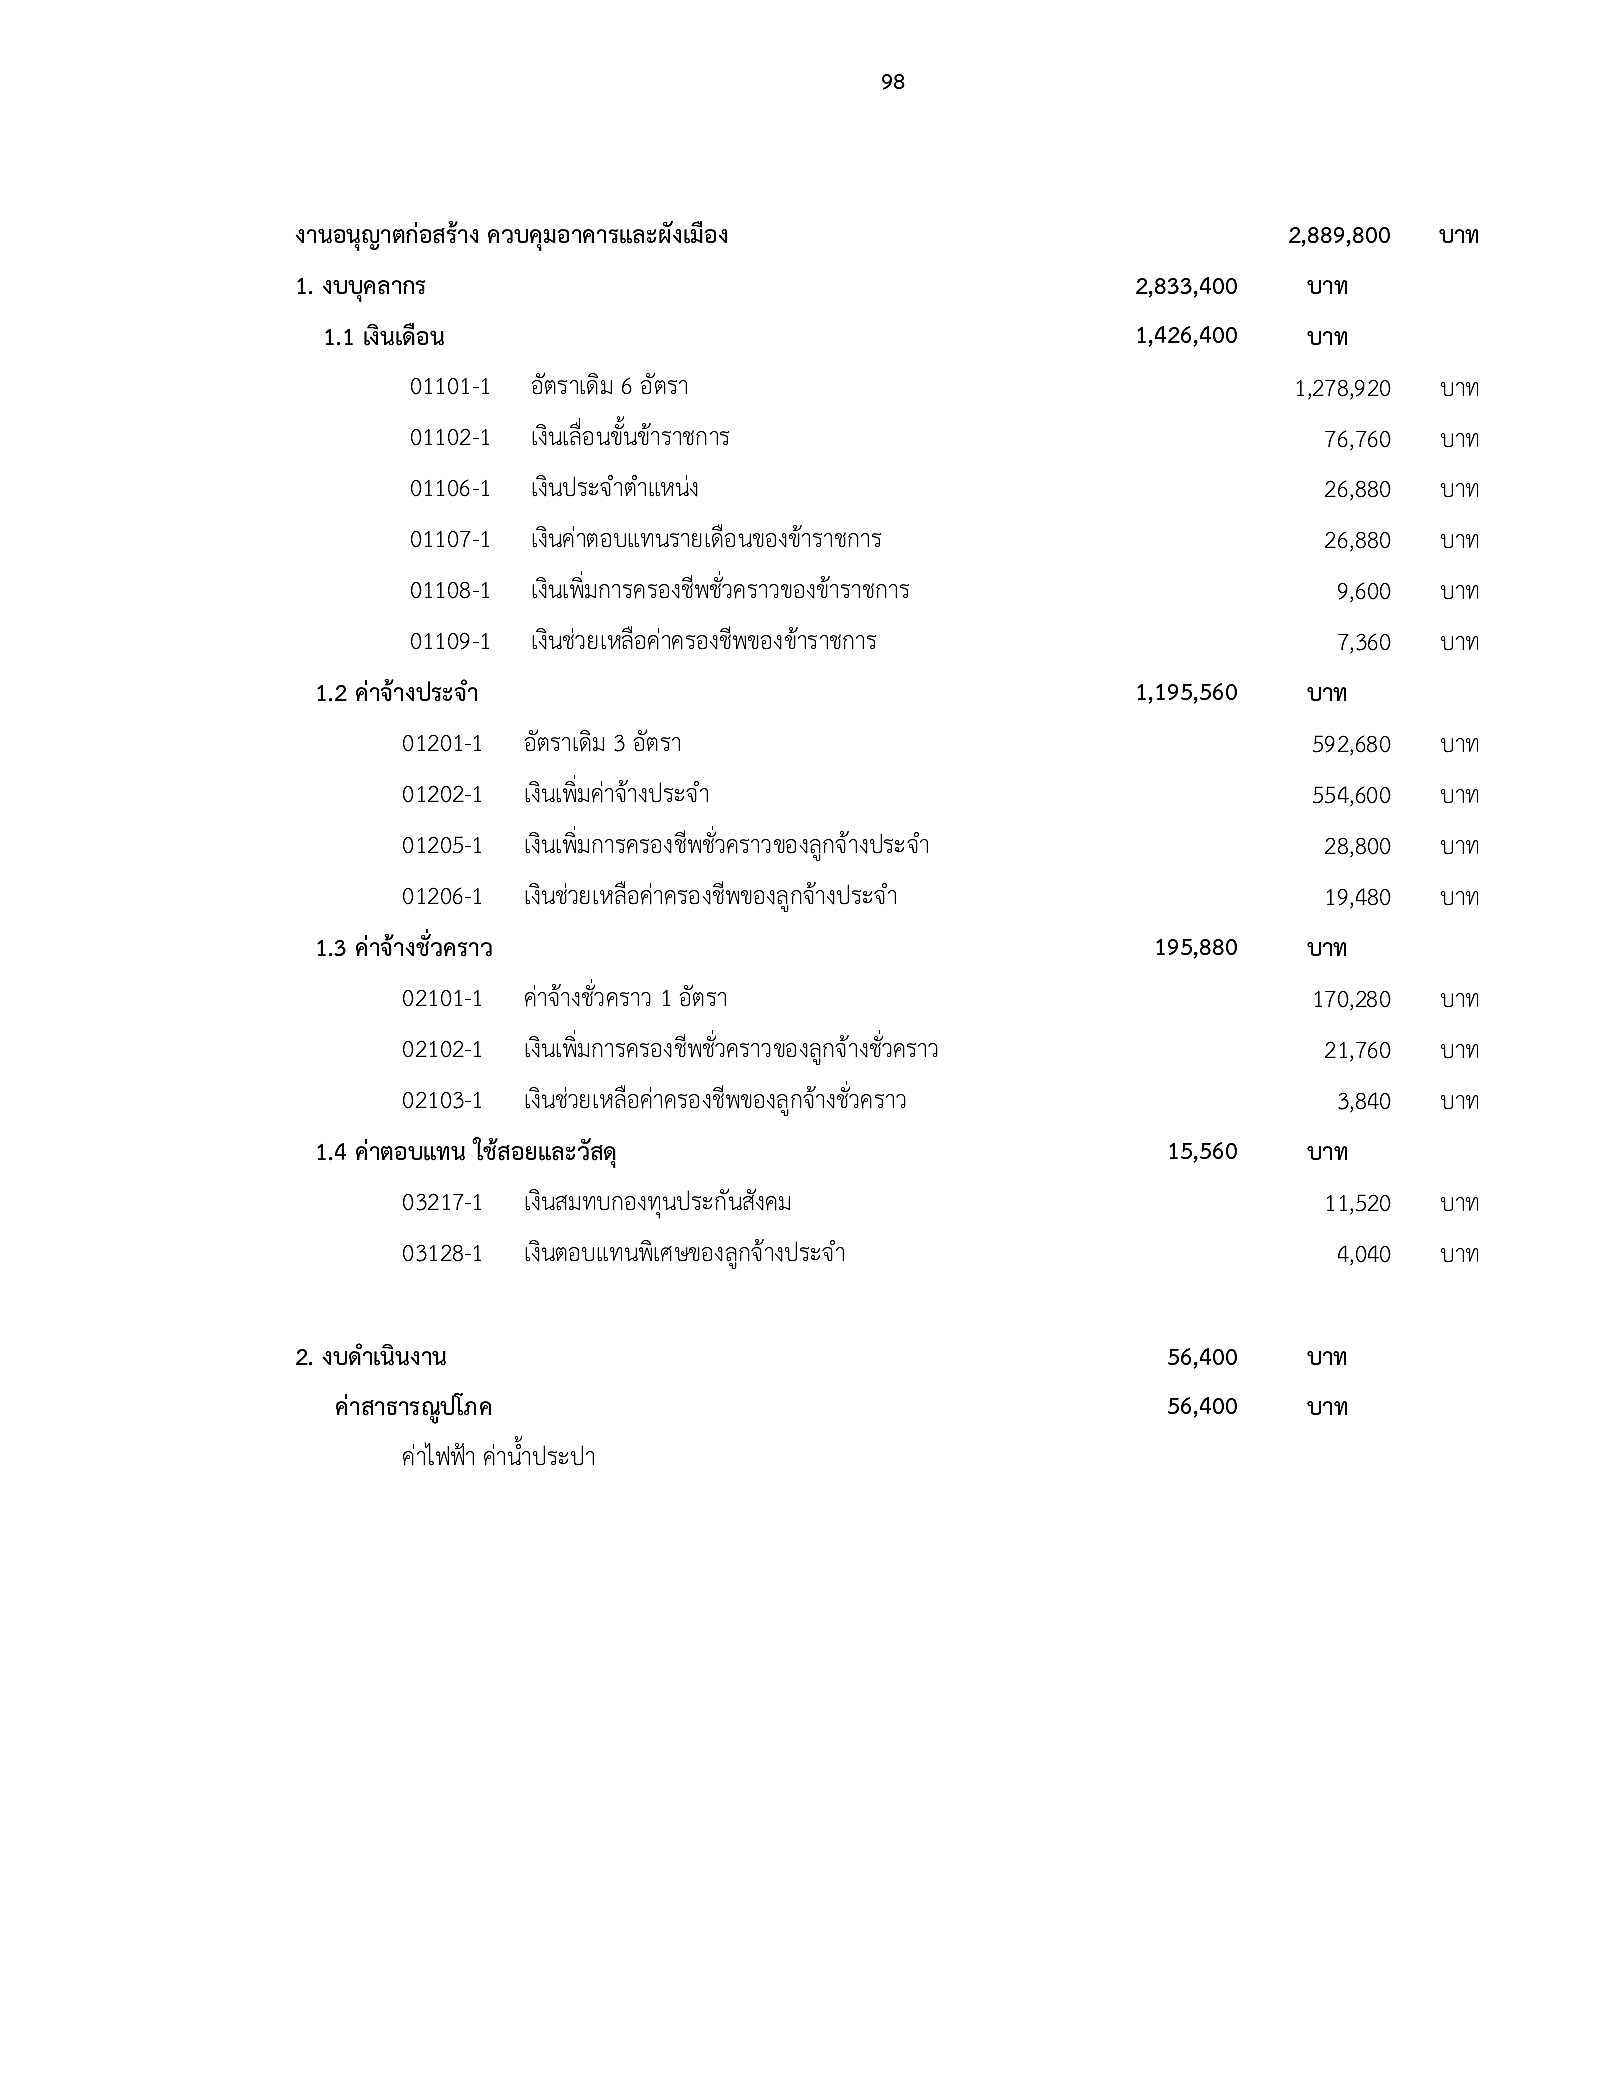 98
งานอนุญาตก่อสร้าง ควบคุมอาคารและผังเมือง 2,889,800 บาท
1. งบบุคลากร 2,833,400 บาท
1.1 เงินเดือน 1,426,400 บาท
01101-1 อัตราเดิม 6 อัตรา 1,278,920 บาท
01102-1 เงินเลื่อนขั้นข้าราชการ 76,760 บาท
01106-1 เงินประจำตำแหน่ง 26,880 บาท
01107-1 เงินค่าตอบแทนรายเดือนของข้าราชการ 26,880 บาท
01108-1 เงินเพิ่มการครองชีพชั่วคราวของข้าราชการ 9,600 บาท
01109-1 เงินช่วยเหลือค่าครองชีพของข้าราชการ 7,360 บาท
1.2 ค่าจ้างประจำ 1,195,560 บาท
01201-1 อัตราเดิม 3 อัตรา 592,680 บาท
01202-1 เงินเพิ่มค่าจ้างประจำ 554,600 บาท
01205-1 เงินเพิ่มการครองชีพชั่วคราวของลูกจ้างประจำ 28,800 บาท
01206-1 เงินช่วยเหลือค่าครองชีพของลูกจ้างประจำ 19,480 บาท
1.3 ค่าจ้างชั่วคราว 195,880 บาท
02101-1 ค่าจ้างชั่วคราว 1 อัตรา 170,280 บาท
02102-1 เงินเพิ่มการครองชีพชั่วคราวของลูกจ้างชั่วคราว 21,760 บาท
02103-1 เงินช่วยเหลือค่าครองชีพของลูกจ้างชั่วคราว 3,840 บาท
1.4 ค่าตอบแทน ใช้สอยและวัสดุ 15,560 บาท
03217-1 เงินสมทบกองทุนประกันสังคม 11,520 บาท
03128-1 เงินตอบแทนพิเศษของลูกจ้างประจำ 4,040 บาท
2. งบดำเนินงาน 56,400 บาท
ค่าสาธารณูปโภค 56,400 บาท
ค่าไฟฟ้า ค่าน้ำประปา